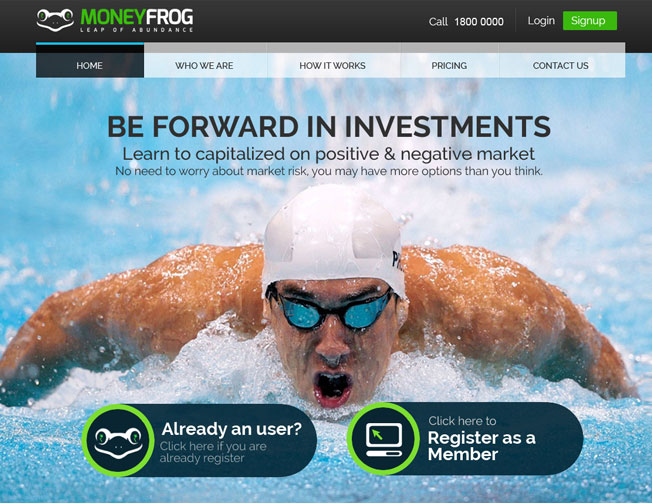 MONEYFROG
LEAP OF ABUNDANCE
Call 1800 0000
Login
Signup
HOME
WHO WE ARE
HOW IT WORKS
PRICING
CONTACT US
BE FORWARD IN INVESTMENTS
Learn to capitalized on positive & negative market
No need to worry about market risk, you may have more options than you think.
Already an user?
Click here if you are
already register
Click here to
Register as a
Member